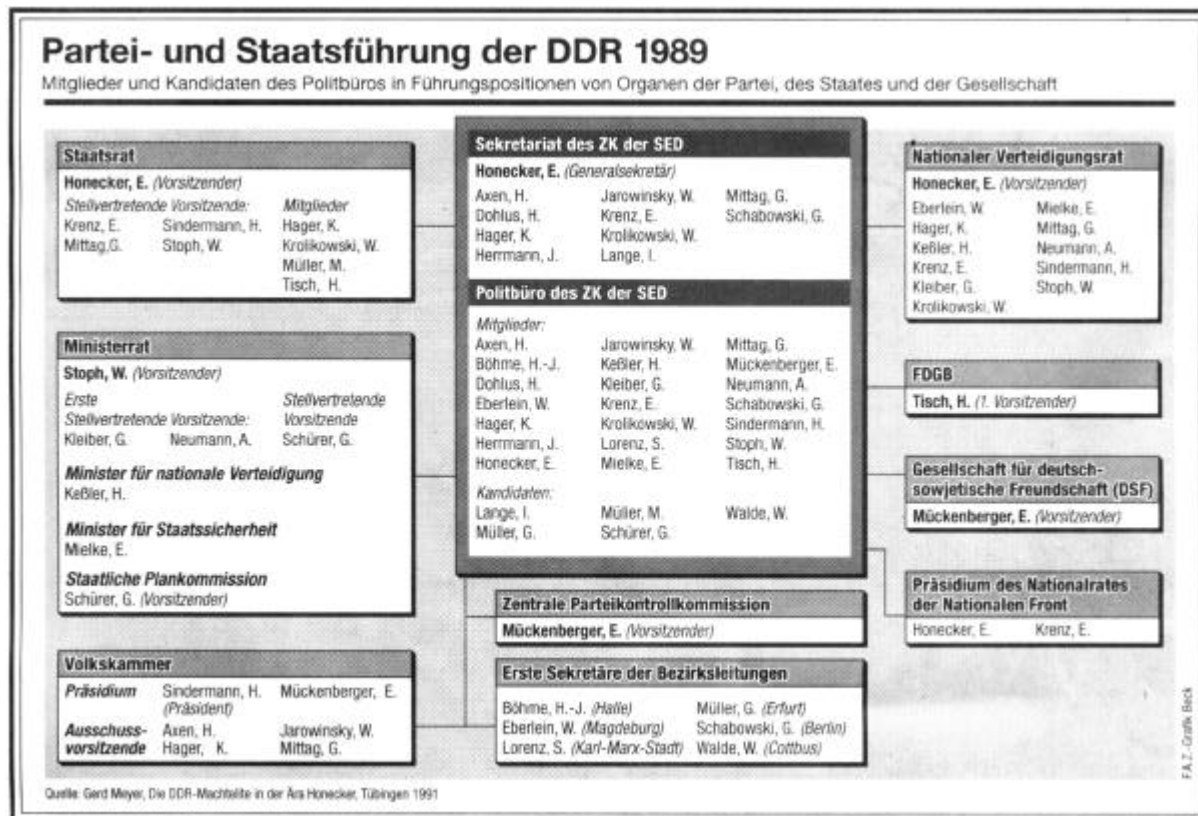 Partei- und Staatsführung der DDR 1989
Mitglieder und Kandidaten des Politbüros in Führungspositionen von Organen der Partei, des Staates und der Gesellschaft
Staatsrat
Honecker, E. (Vorsitzender)
Stellvertretende Vorsitzende: Mitglieder
Krenz, E. Sindermann, H. Hager, K.
Mittag,G. Stoph, W. Krolikowski, W.
Müller, M.
Tisch, H.
Ministerrat
Stoph, W. (Vorsitzender)
Erste Stellvertretende
Stellvertretende Vorsitzende: Vorsitzende
Kleiber, G. Neumann, A. Schürer, G.
Minister für nationale Verteidigung
Keßler, H.
Minister für Staatssicherheit
Mielke, E.
Staatliche Plankommission
Schürer, G. (Vorsitzender)
Volkskammer
Präsidium Sindermann, H. Mückenberger, E.
(Präsident)
Ausschuss- Axen, H. Jarowinsky, W.
vorsitzende Hager, K. Mittag, G.
Sekretariat des ZK der SED
Honecker, E. (Generalsekretär)
Axen, H. Jarowinsky, W. Mittag, G.
Dohlus, H. Krenz, E. Schabowski, G.
Hager, K. Krolikowski, W.
Herrmann, J. Lange, I.
Politbüro des ZK der SED
Mitglieder:
Axen, H. Jarowinsky, W. Mittag, G.
Böhme, H.-J. Keßler, H. Mückenberger, E.
Dohlus, H. Kleiber, G. Neumann, A.
Eberlein, W. Krenz, E. Schabowski, G.
Hager, K. Krolikowski, W. Sindermann, H.
Herrmann, J. Lorenz, S. Stoph, W.
Honecker, E. Mielke, E. Tisch, H.
Kandidaten:
Lange, I. Müller, M. Walde, W.
Müller, G. Schürer, G.
Zentrale Parteikontrollkommission
Mückenberger, E. (Vorsitzender)
Erste Sekretäre der Bezirksleitungen
Böhme, H.-J. (Halle) Müller, G. (Erfurt)
Eberlein, W. (Magdeburg) Schabowski, G. (Berlin)
Lorenz, S. (Karl-Marx-Stadt) Walde, W. (Cottbus)
Nationaler Verteidigungsrat
Honecker, E. (Vorsitzender)
Eberlein, W. Mielke, E.
Hager, K. Mittag, G.
Keßler, H. Neumann, A.
Krenz, E. Sindermann, H.
Kleiber, G. Stoph, W.
Krolikowski, W.
FDGB
Tisch, H. (1. Vorsitzender)
Gesellschaft für deutsch-
sowjetische Freundschaft (DSF)
Mückenberger, E. (Vorsitzender)
Präsidium des Nationalrates
der Nationalen Front
Honecker, E. Krenz, E.
F.A.Z.-Grafik Beck
Quelle: Gerd Meyer, Die DDR-Machtelite in der Ära Honecker, Tübingen 1991